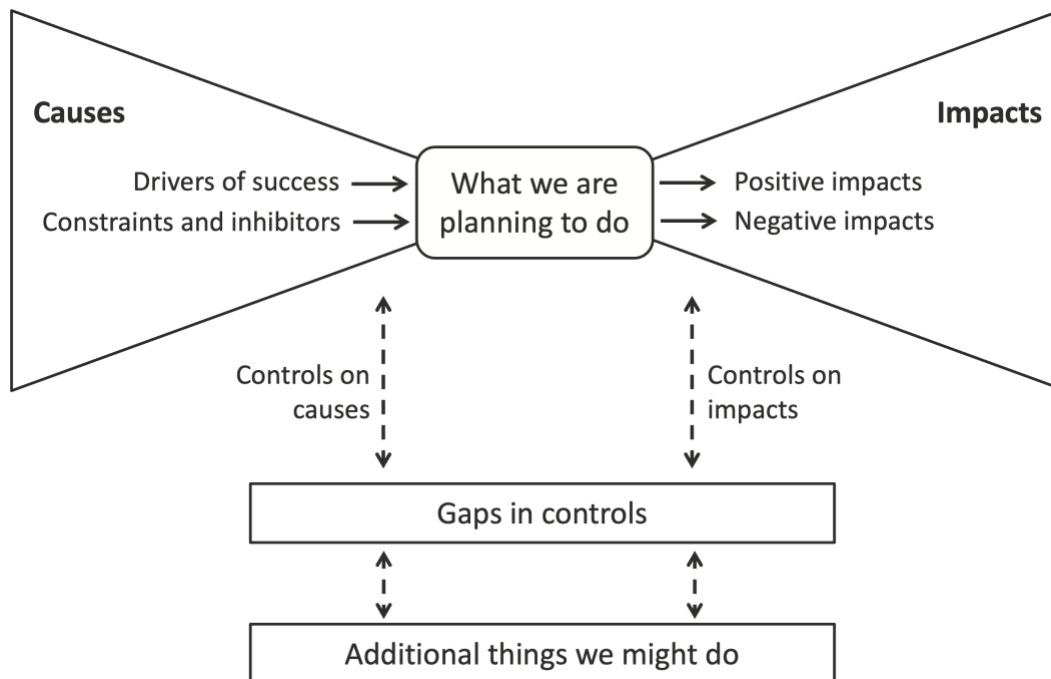 Causes
Impacts
Drivers of success
Constraints and inhibitors
What we are
planning to do
Positive impacts
Negative impacts
Controls on
causes
Controls on
impacts
Gaps in controls
Additional things we might do